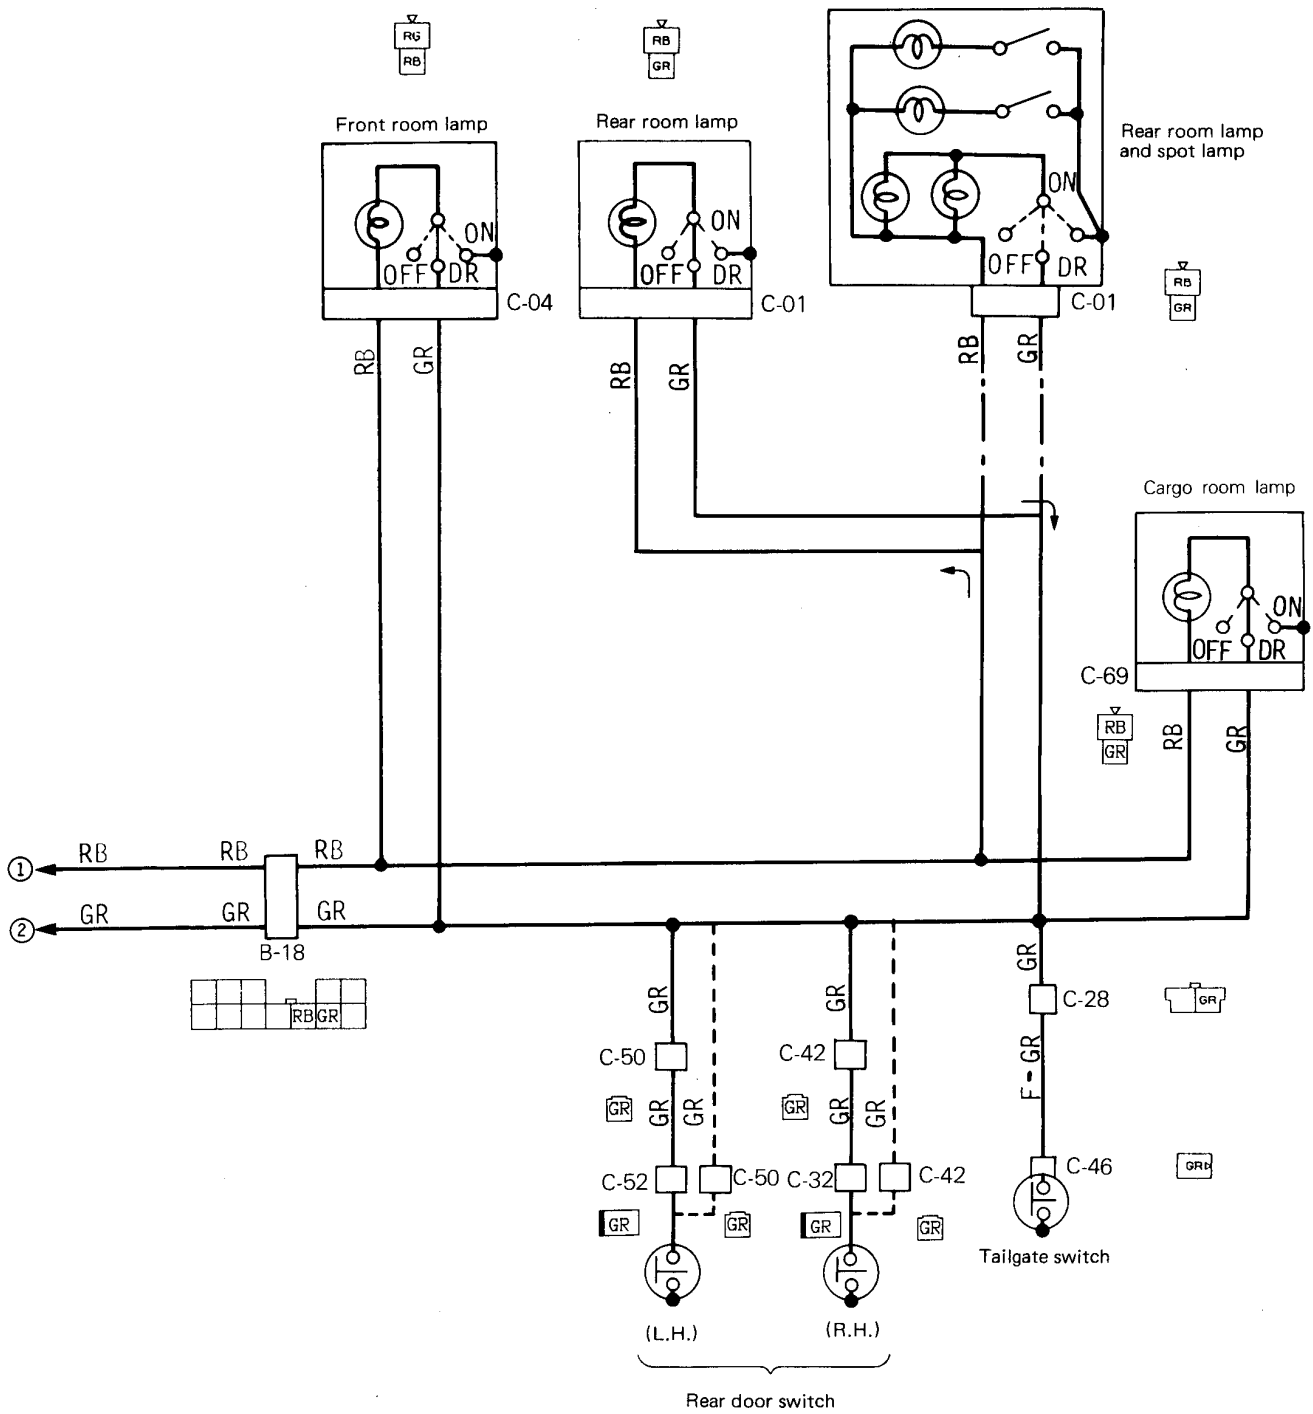 RG
RB
RB
GR
Front room lamp
Rear room lamp
Rear room lamp
and spot lamp
ON
OFF
DR
C-04
ON
OFF
DR
C-01
ON
OFF
DR
C-01
RB
GR
RB
GR
RB
GR
RB
GR
Cargo room lamp
ON
OFF
DR
C-69
RB
GR
RB
GR
1
RB
RB
RB
2
GR
GR
GR
B-18
RB
GR
GR
C-28
GR
GR
GR
C-50
C-42
F-GR
GR
GR
GR
GR
GR
GR
C-52
C-50
C-32
C-42
C-46
GR
GR
GR
GR
GR
Tailgate switch
(L.H.)
(R.H.)
Rear door switch